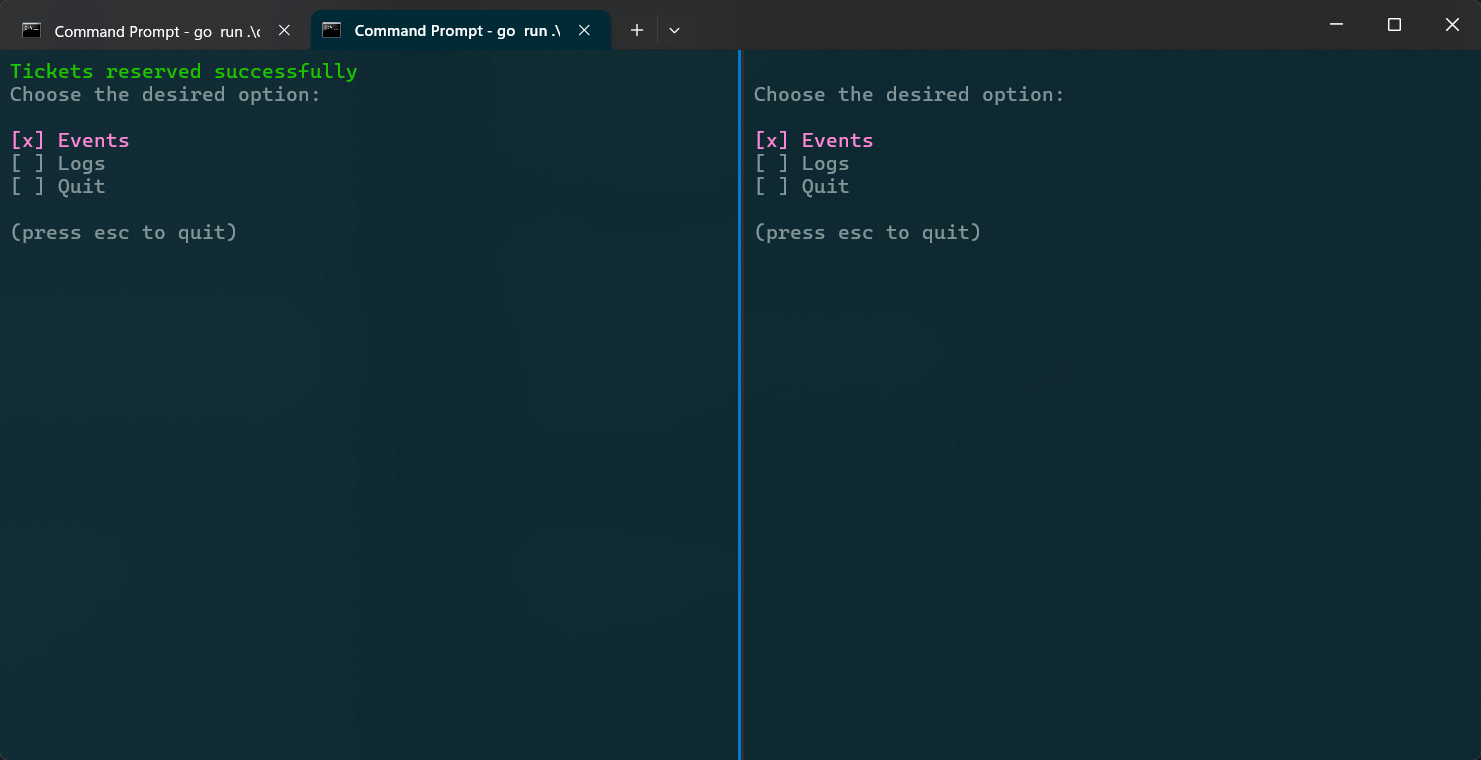 Command Prompt - go run .\c
Command Prompt - go run .\
Tickets reserved successfully
Choose the desired option:
[x] Events
[ ] Logs
[ ] Quit
(press esc to quit)
Choose the desired option:
[x] Events
[ ] Logs
[ ] Quit
(press esc to quit)